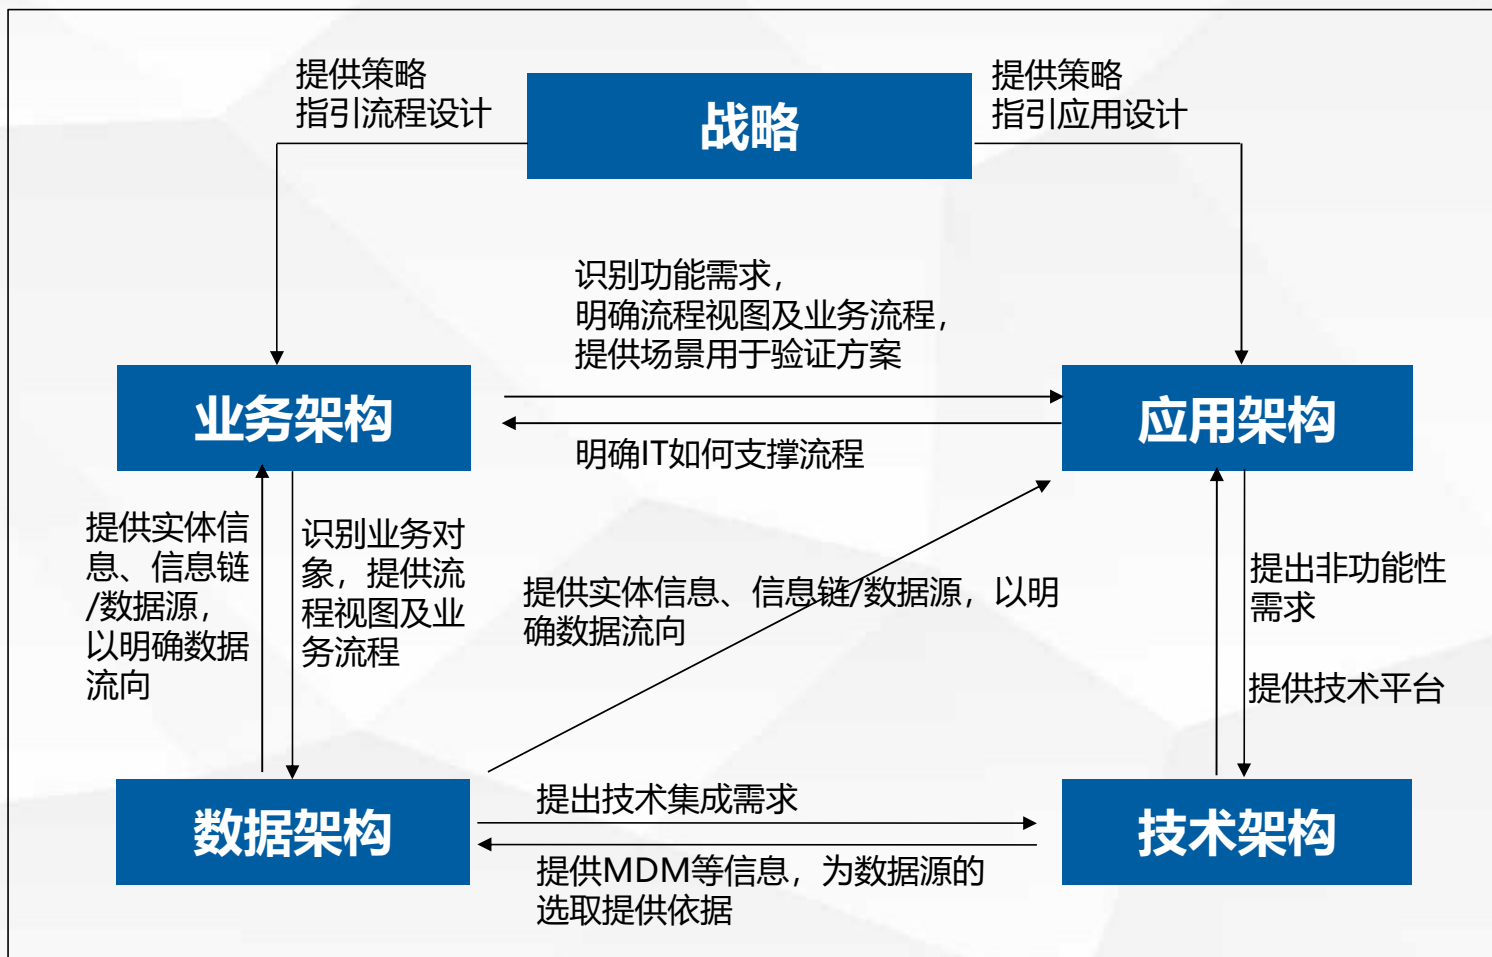 提供策略
指引流程设计
战略
提供策略
指引应用设计
识别功能需求，
明确流程视图及业务流程，
提供场景用于验证方案
业务架构
应用架构
明确IT如何支撑流程
提供实体信
息、信息链
/数据源，
以明确数据
流向
识别业务对
象，提供流
程视图及业
务流程
提供实体信息、信息链/数据源，以明
确数据流向
提出非功能性
需求
提供技术平台
提出技术集成需求
数据架构
技术架构
提供MDM等信息，为数据源的
选取提供依据